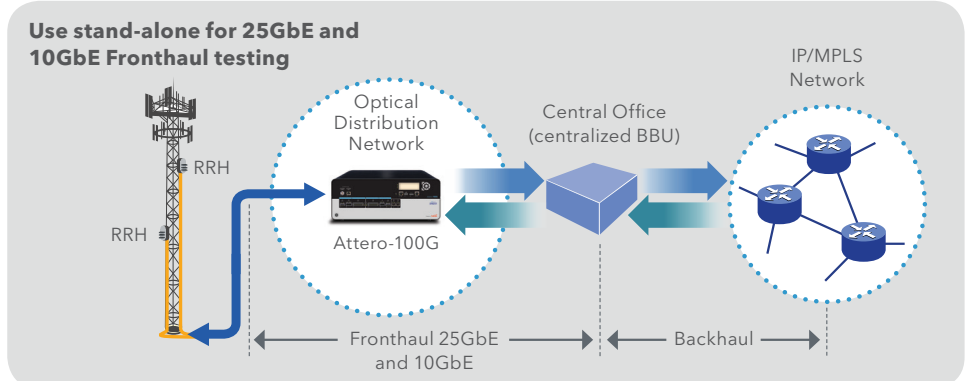 Use stand-alone for 25GbE and
10GbE Fronthaul testing
IP/MPLS
Network
Optical
Distribution
Network
Central Office
(centralized BBU)
RRH
RRH
Attero-100G
Fronthaul 25GbE
and 10GbE
Backhaul